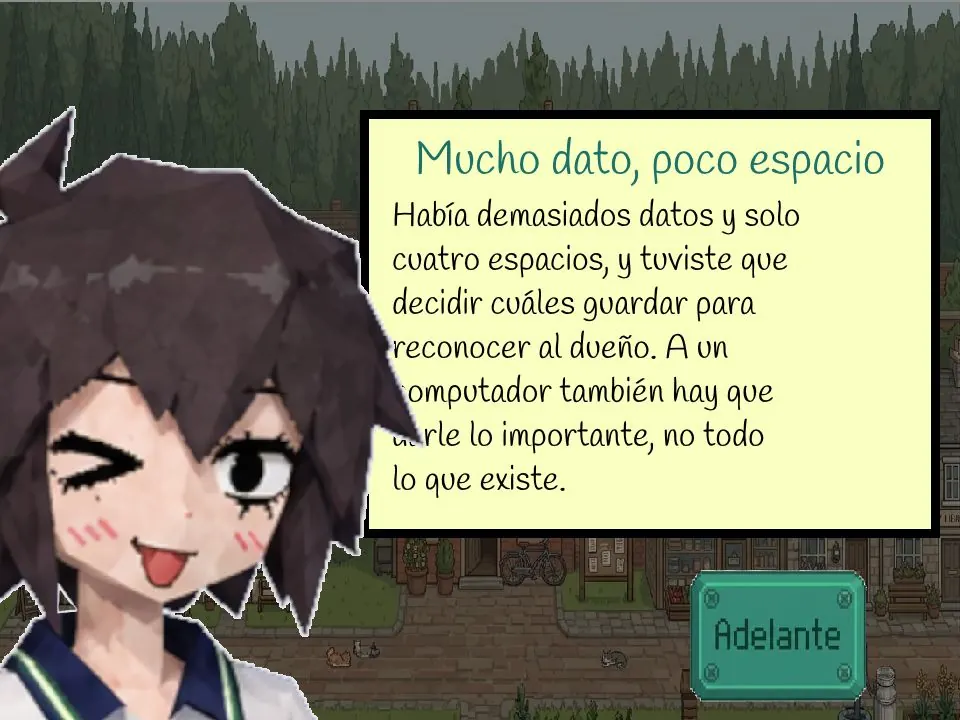 Mucho dato, poco espacio
Había demasiados datos y solo
cuatro espacios, y tuviste que
decidir cuáles guardar para
reconocer al dueño. A un
computador también hay que
darle lo importante, no todo
lo que existe.
Adelante